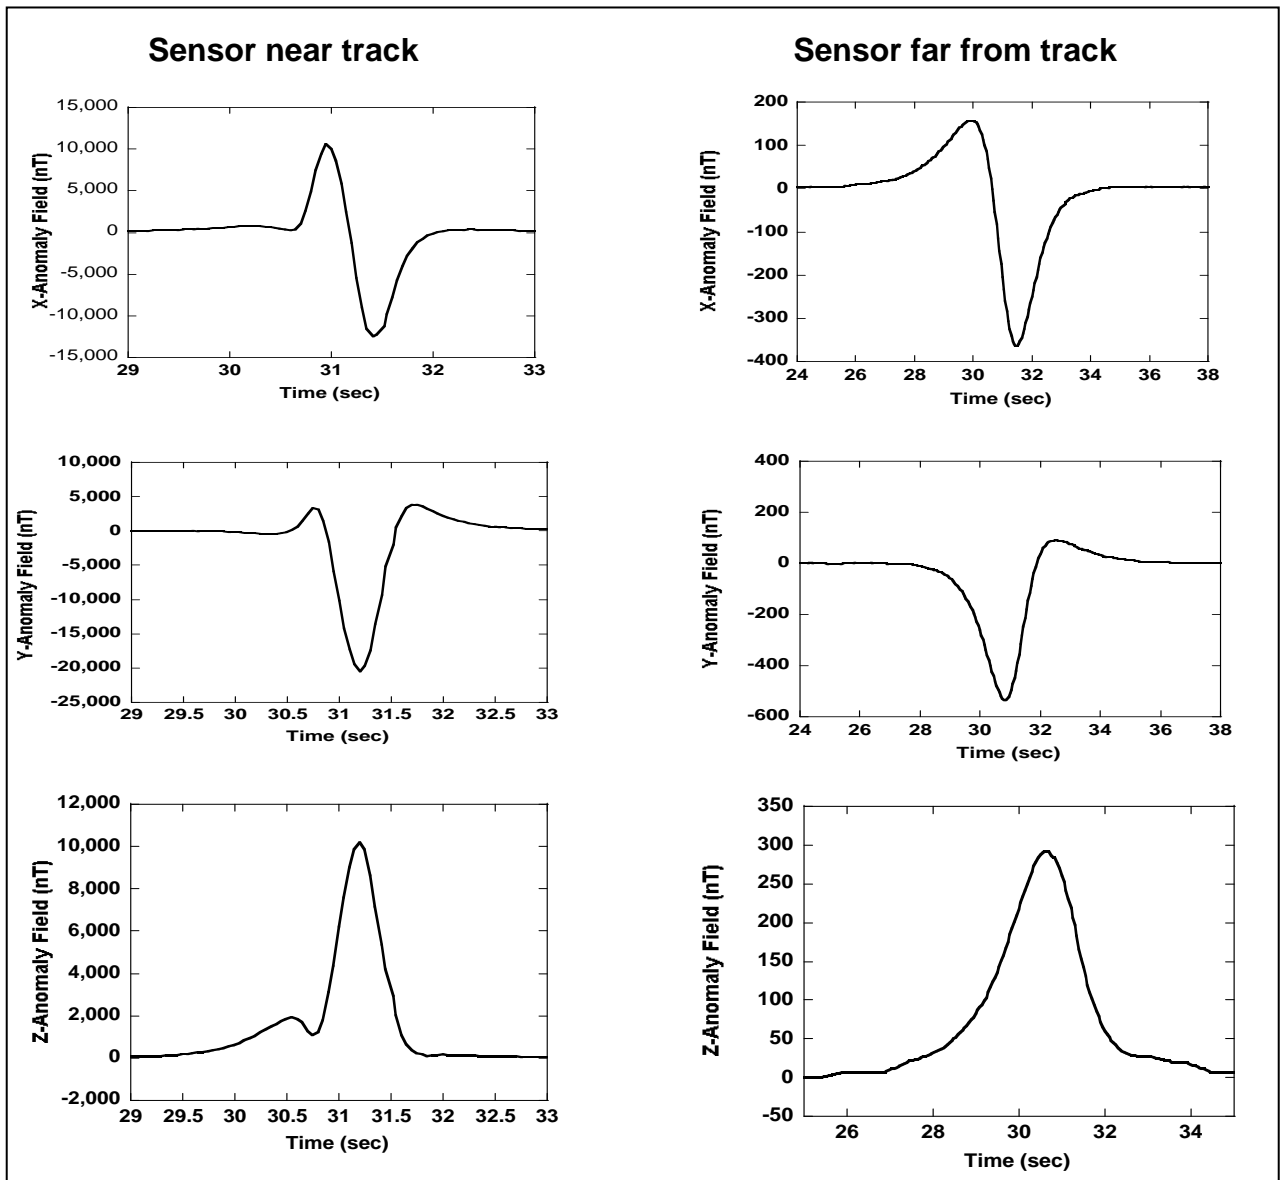 Sensor near track
Sensor far from track
15,000
10,000
5,000
0
-5,000
-10,000
-15,000
X-Anomaly Field (nT)
29 30 31 32 33
Time (sec)
200
100
0
-100
-200
-300
-400
X-Anomaly Field (nT)
24 26 28 30 32 34 36 38
Time (sec)
10,000
5,000
0
-5,000
-10,000
-15,000
-20,000
-25,000
Y-Anomaly Field (nT)
29 29.5 30 30.5 31 31.5 32 32.5 33
Time (sec)
400
200
0
-200
-400
-600
Y-Anomaly Field (nT)
24 26 28 30 32 34 36 38
Time (sec)
12,000
10,000
8,000
6,000
4,000
2,000
0
-2,000
Z-Anomaly Field (nT)
29 29.5 30 30.5 31 31.5 32 32.5 33
Time (sec)
350
300
250
200
150
100
50
0
-50
Z-Anomaly Field (nT)
26 28 30 32 34
Time (sec)